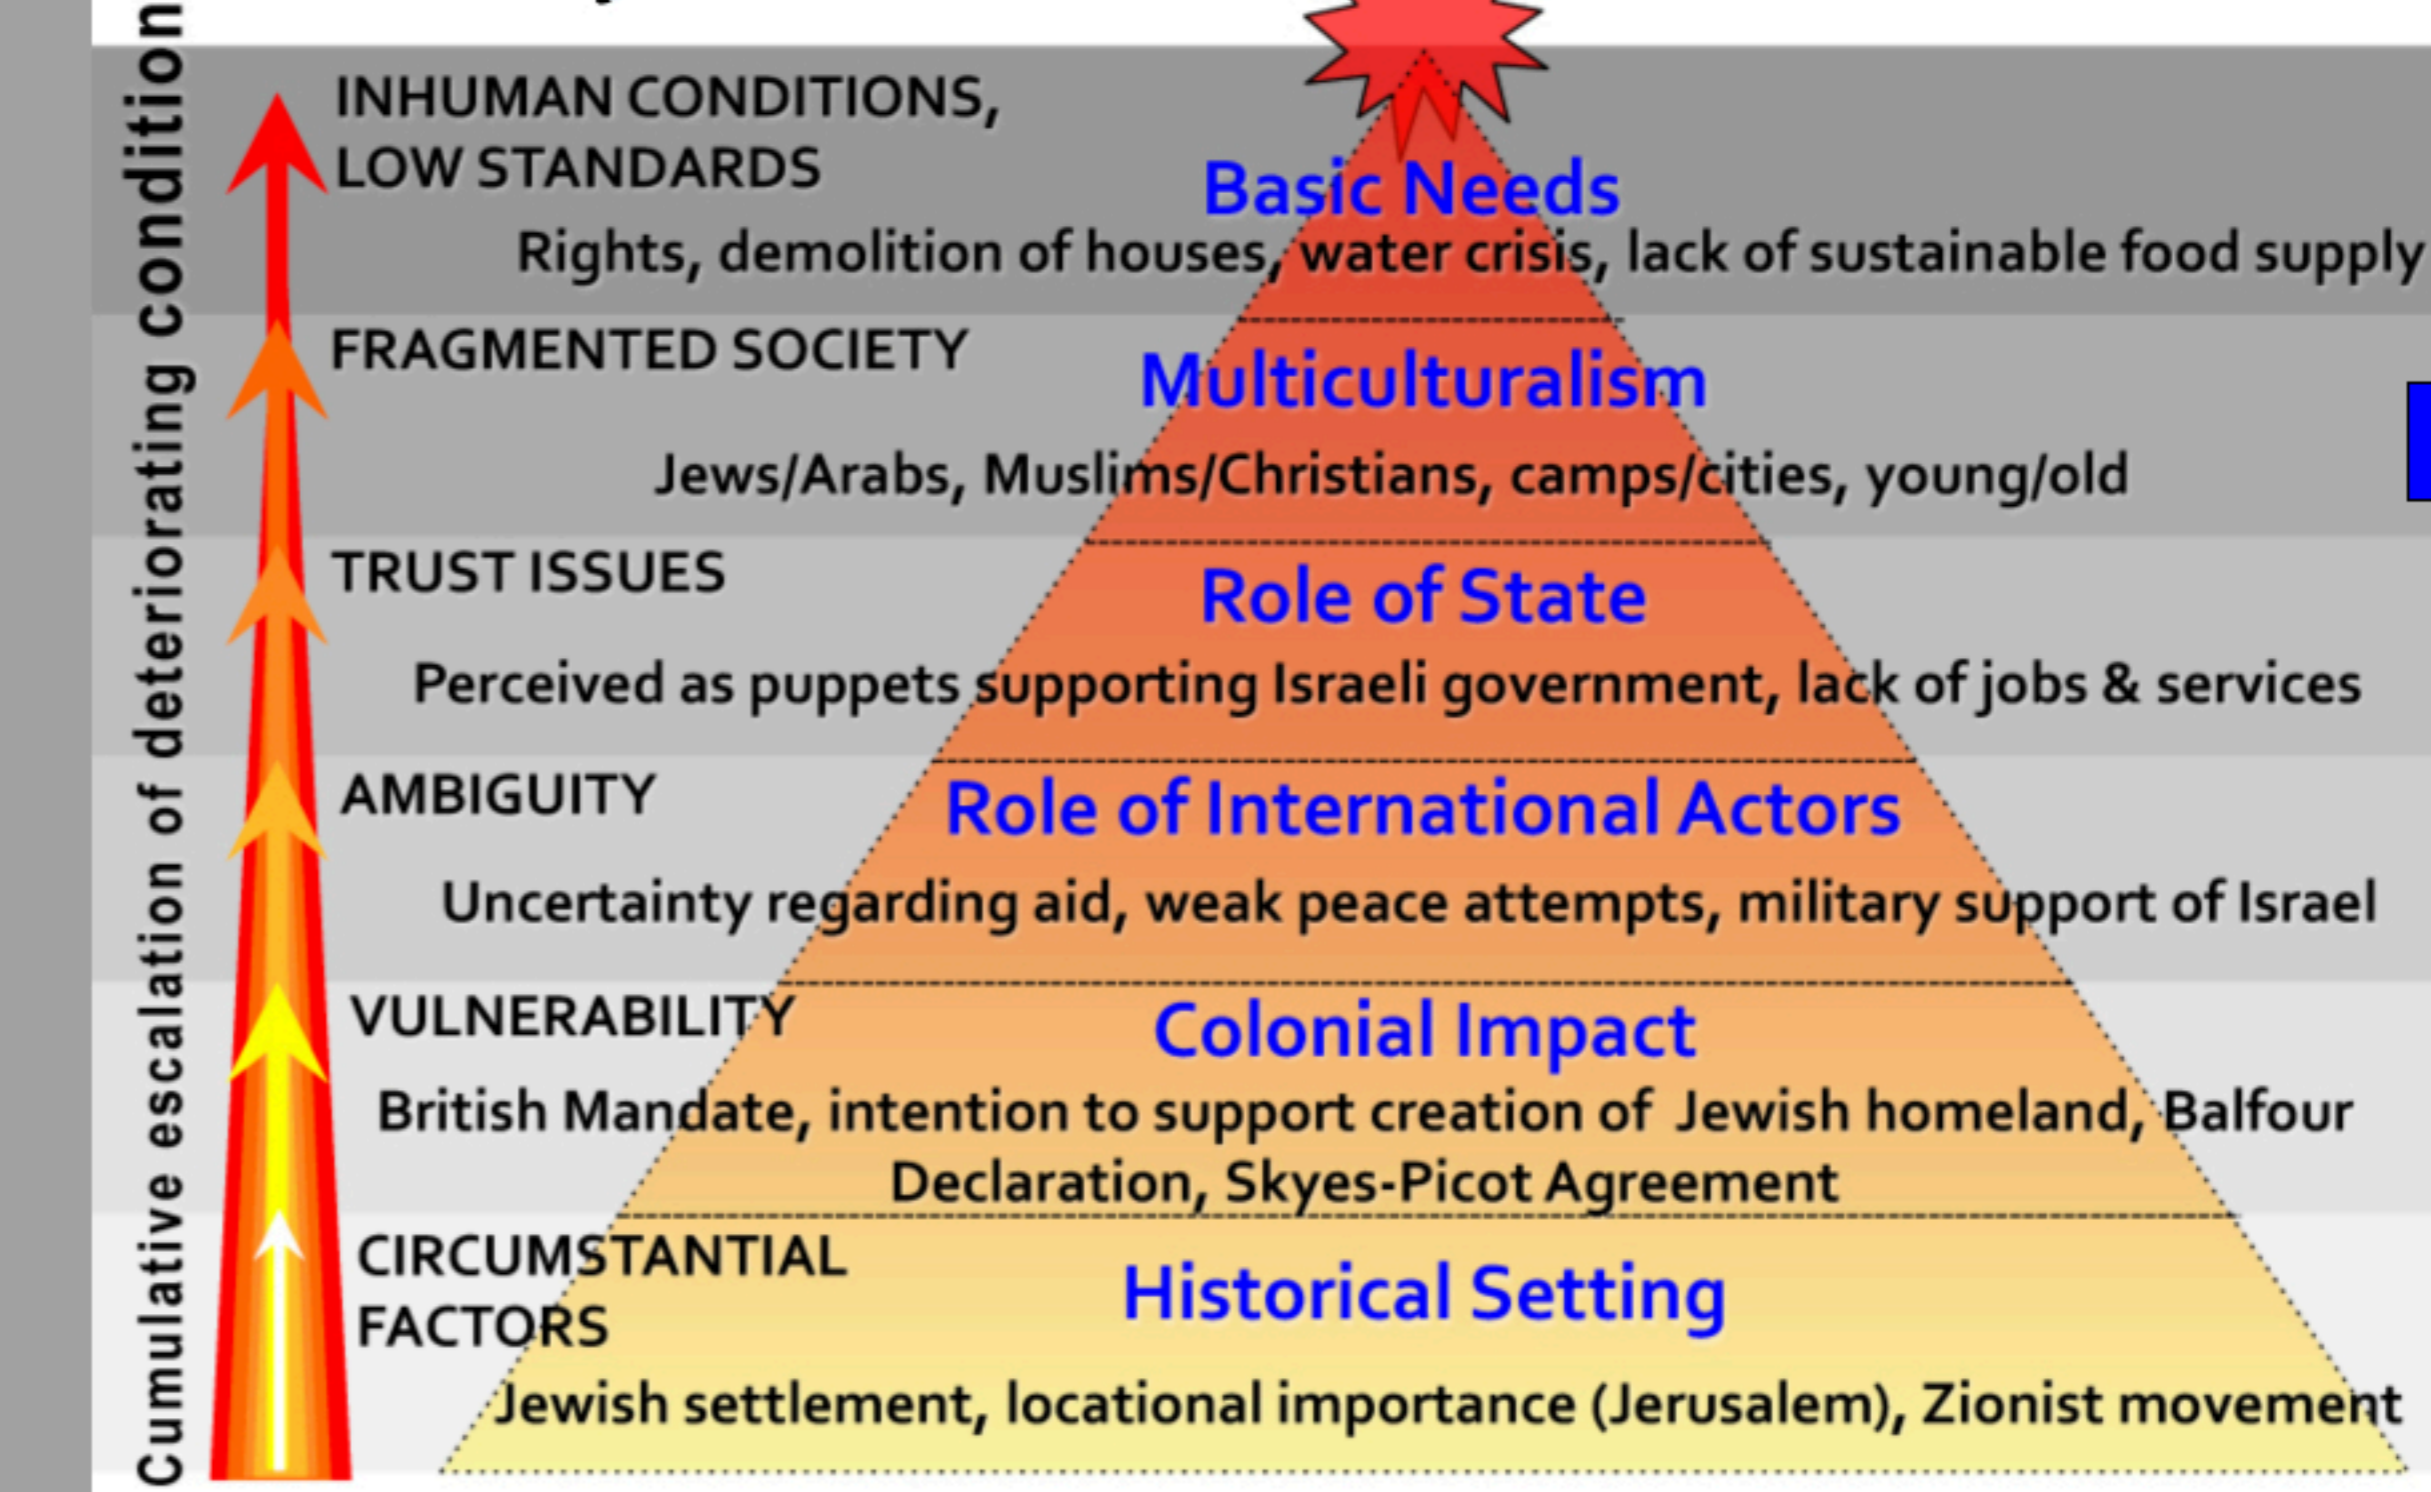 Cumulative escalation of deteriorating condition
INHUMAN CONDITIONS,
LOW STANDARDS
Basic Needs
Rights, demolition of houses, water crisis, lack of sustainable food supply
FRAGMENTED SOCIETY
Multiculturalism
Jews/Arabs, Muslims/Christians, camps/cities, young/old
TRUST ISSUES
Role of State
Perceived as puppets supporting Israeli government, lack of jobs & services
AMBIGUITY
Role of International Actors
Uncertainty regarding aid, weak peace attempts, military support of Israel
VULNERABILITY
Colonial Impact
British Mandate, intention to support creation of Jewish homeland, Balfour
Declaration, Skyes-Picot Agreement
CIRCUMSTANTIAL
FACTORS
Historical Setting
Jewish settlement, locational importance (Jerusalem), Zionist movement